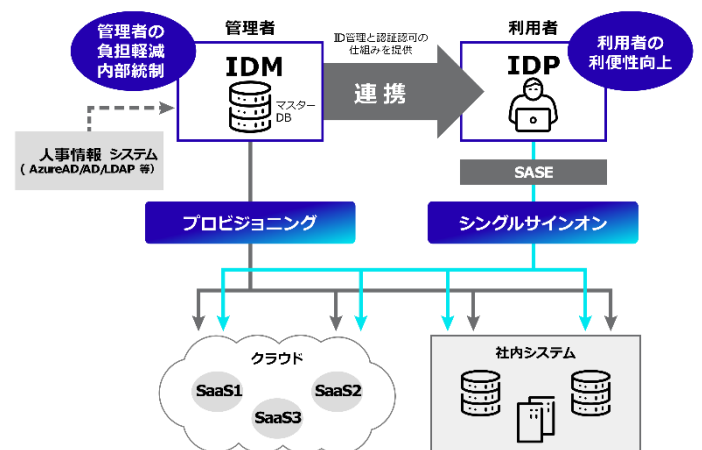 管理者の
負担軽減
内部統制
管理者
IDM
マスター
DB
ID管理と認証認可の
仕組みを提供
連携
利用者
IDP
利用者の
利便性向上
人事情報 システム
( AzureAD/AD/LDAP 等)
SASE
プロビジョニング
シングルサインオン
クラウド
SaaS1
SaaS2
SaaS3
社内システム